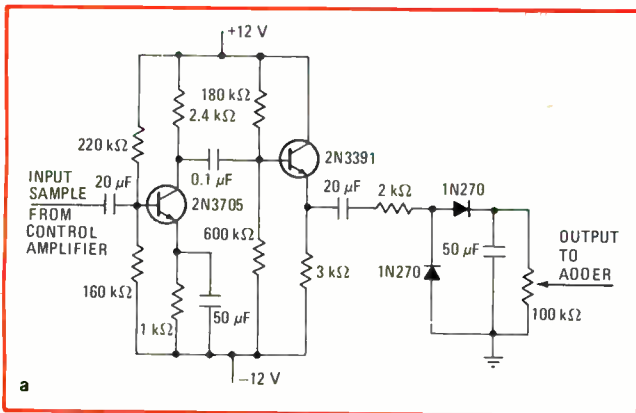 +12 V
180 kΩ
2.4 kΩ
220 kΩ
2N3391
INPUT
SAMPLE
20 µF
0.1 µF
20 µF
2 kΩ
1N270
FROM
CONTROL
AMPLIFIER
2N3705
600 kΩ
50 µF
OUTPUT
TO
ADDER
1N270
160 kΩ
3 kΩ
50 µF
1 kΩ
100 kΩ
−12 V
a